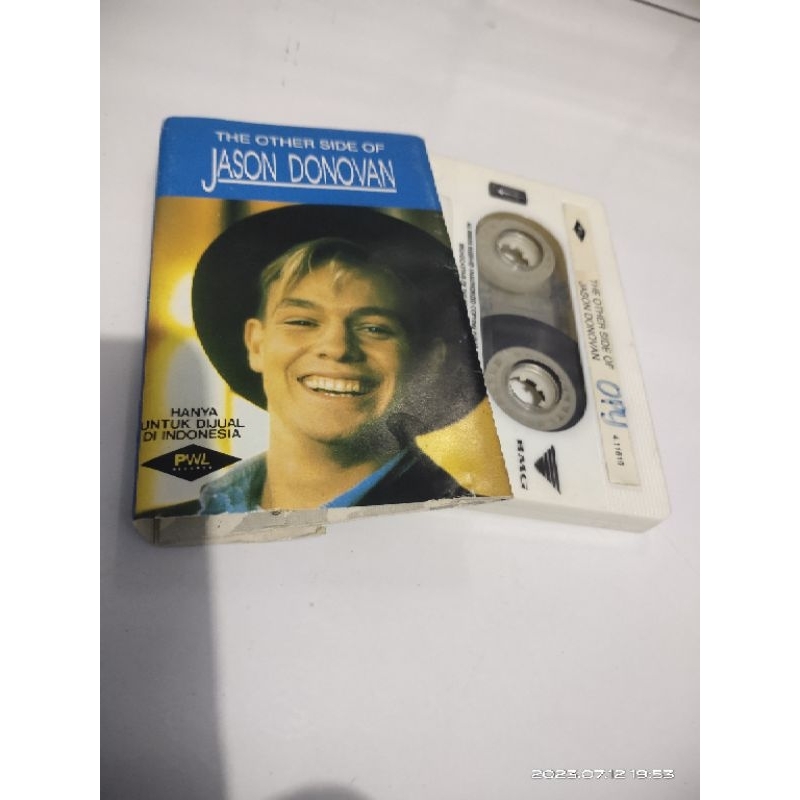 THE OTHER SIDE OF
JASON DONOVAN
HANYA
UNTUK DIJUAL
DI INDONESIA
PWL
RECORDS
THE OTHER SIDE OF
JASON DONOVAN
BMG
2023.07.12 19:53